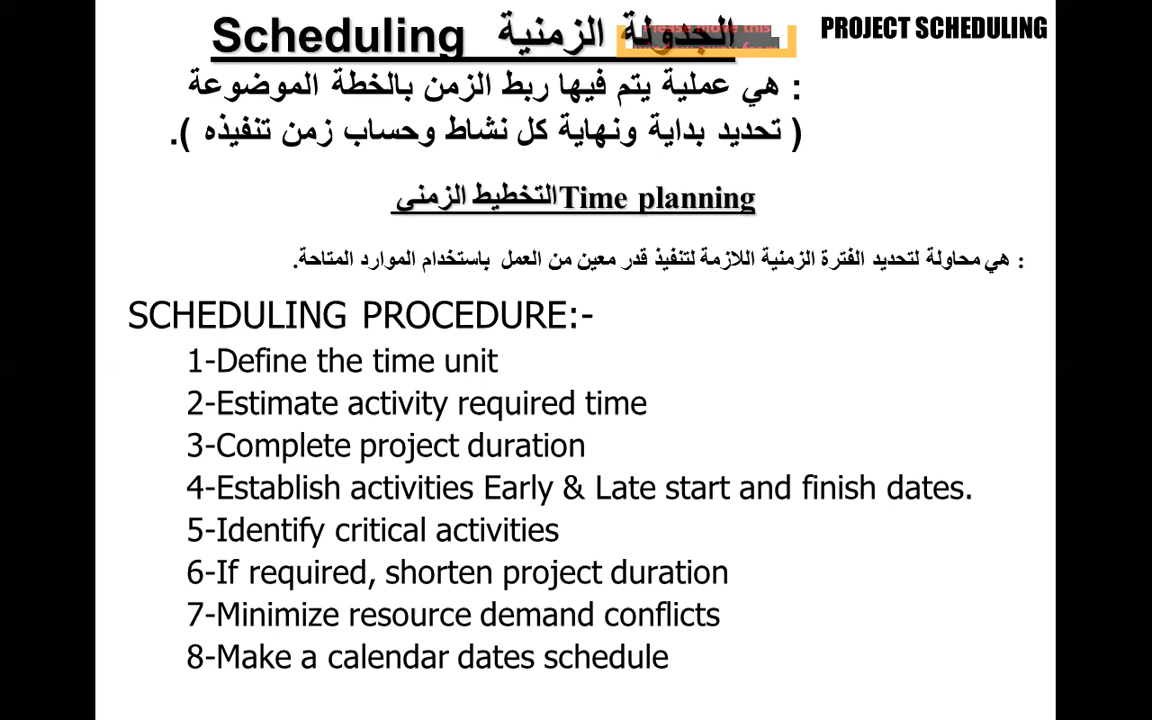 PROJECT SCHEDULING
Scheduling الجدولة الزمنية
Please move this
: هي عملية يتم فيها ربط الزمن بالخطة الموضوعة
( تحديد بداية ونهاية كل نشاط وحساب زمن تنفيذه ).
Time planning التخطيط الزمني
: هي محاولة لتحديد الفترة الزمنية اللازمة لتنفيذ قدر معين من العمل باستخدام الموارد المتاحة.
SCHEDULING PROCEDURE:-
1-Define the time unit
2-Estimate activity required time
3-Complete project duration
4-Establish activities Early & Late start and finish dates.
5-Identify critical activities
6-If required, shorten project duration
7-Minimize resource demand conflicts
8-Make a calendar dates schedule